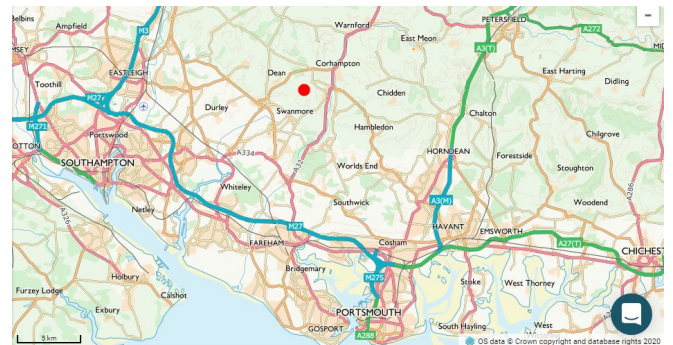 Belbins
Ampfield
Warnford
PETERSFIELD
M3
East Meon
A272
A3(T)
Corhampton
EASTLEIGH
Dean
East Harting
Toothill
Didling
M27
Chidden
Durley
Swanmore
Chalton
M271
Portswood
Hambledon
Chilgrove
A334
A32
HORNDEAN
Forestside
SOUTHAMPTON
Worlds End
Stoughton
A286
Whiteley
A326
Netley
Southwick
A3(M)
Woodend
M27
HAVANT
EMSWORTH
FAREHAM
Cosham
A27(T)
CHICHEST
Bridgemary
Holbury
M275
Stoke
West Thorney
Furzey Lodge
Calshot
Exbury
PORTSMOUTH
GOSPORT
South Hayling
West
5 km
A288
OS data © Crown copyright and database rights 2020